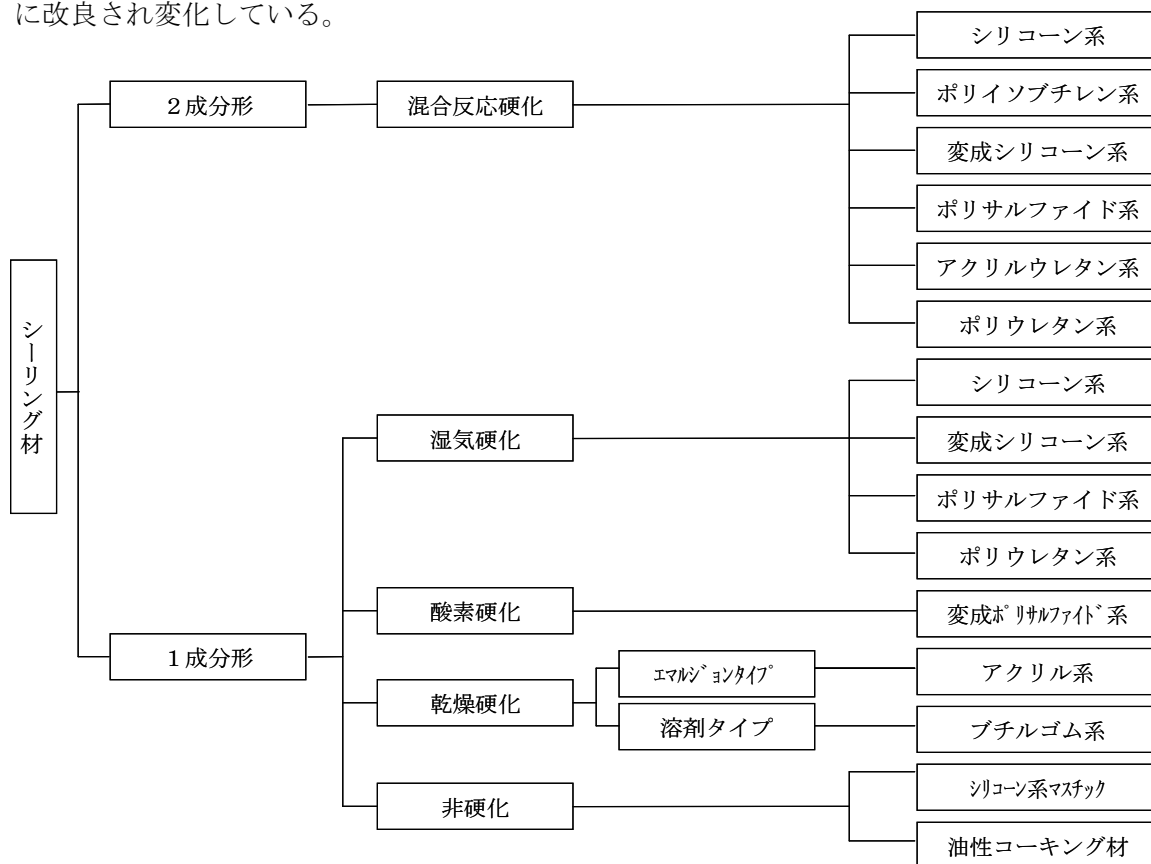 に改良され変化している。
シーリング材
2成分形
混合反応硬化
シリコーン系
ポリイソブチレン系
変成シリコーン系
ポリサルファイド系
アクリルウレタン系
ポリウレタン系
1成分形
湿気硬化
シリコーン系
変成シリコーン系
ポリサルファイド系
ポリウレタン系
酸素硬化
変成ポリサルファイド系
乾燥硬化
エマルジョンタイプ
アクリル系
溶剤タイプ
ブチルゴム系
非硬化
シリコーン系マスチック
油性コーキング材